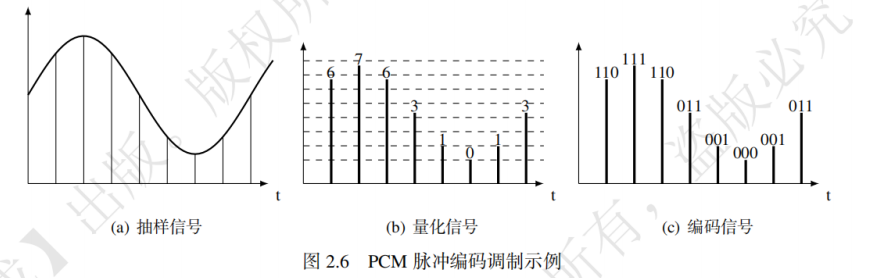 6 7 6 3 1 0 1 3
110 111 110 011 001 000 001 011
t t t
(a) 抽样信号 (b) 量化信号 (c) 编码信号
图 2.6 PCM 脉冲编码调制示例
】出版。版权所
所有，盗版必究